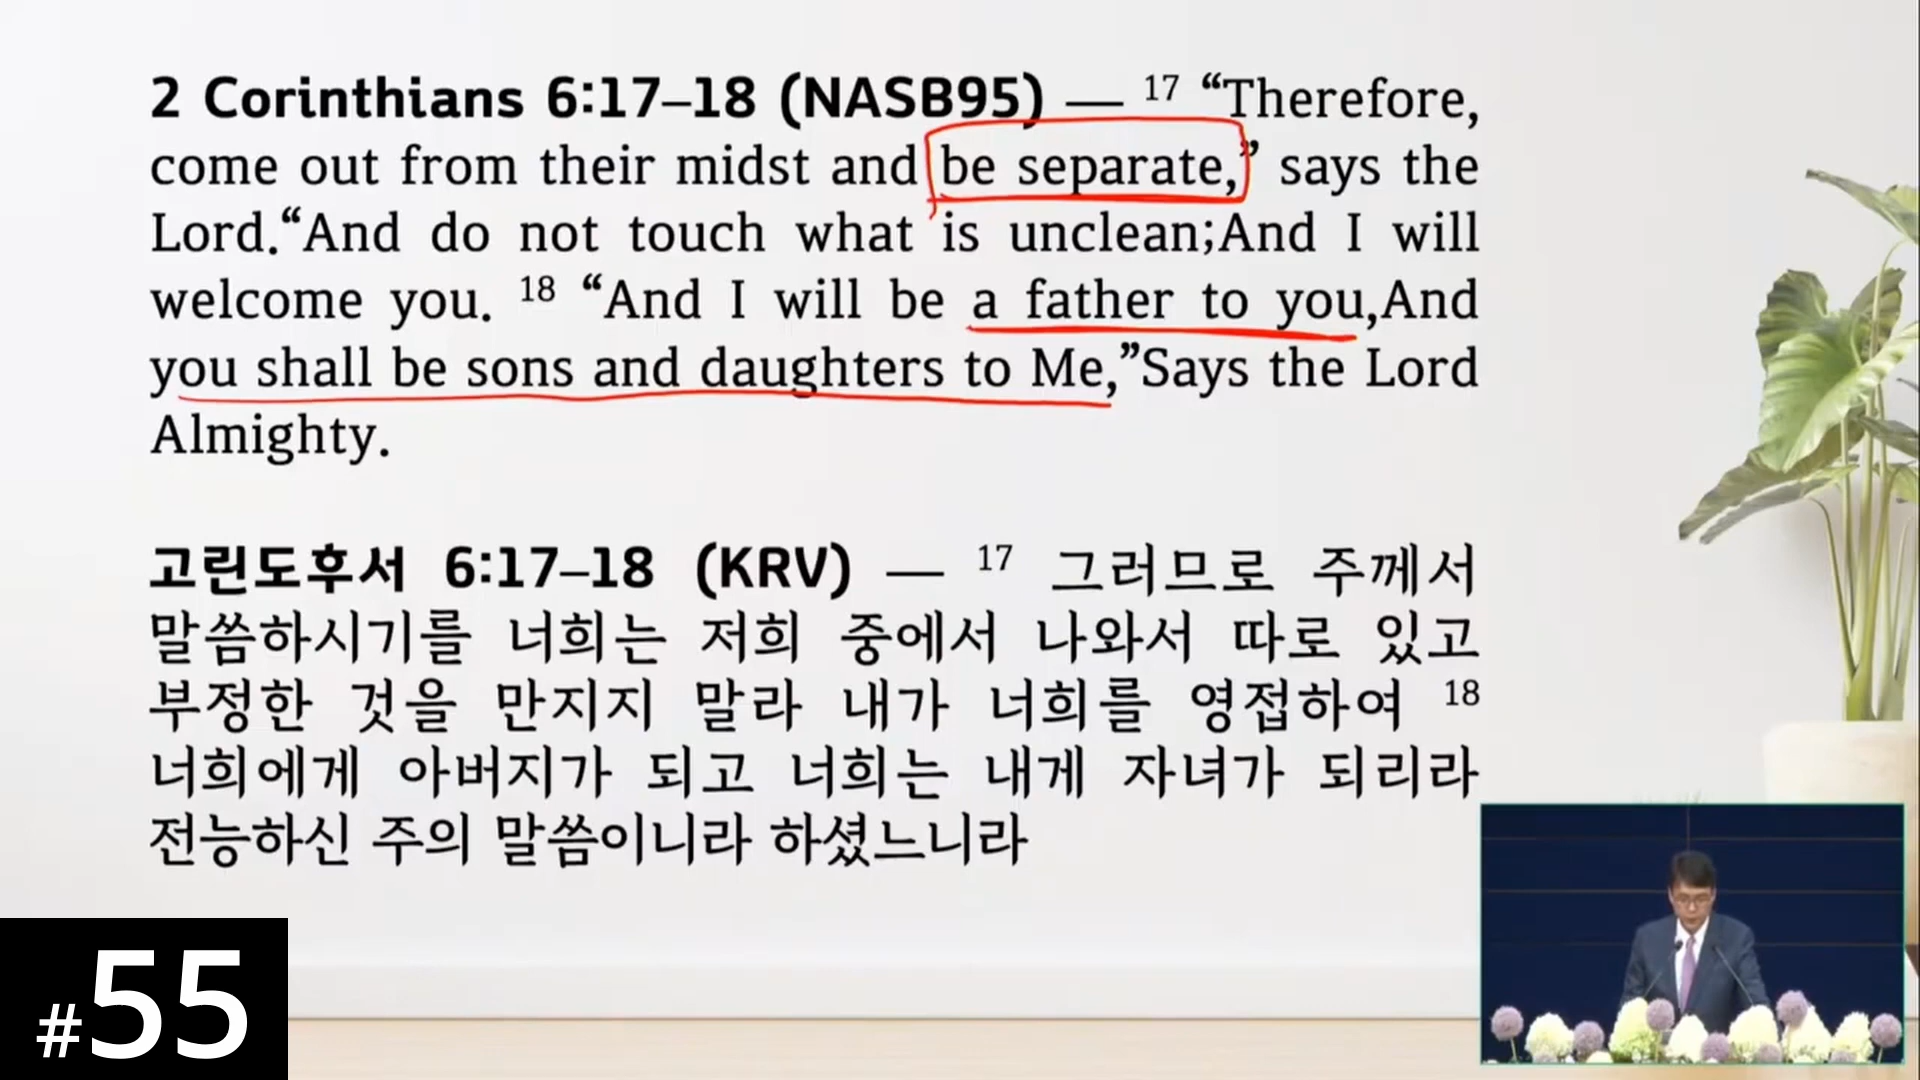 2 Corinthians 6:17–18 (NASB95) — 17 “Therefore,
come out from their midst and be separate,” says the
Lord.“And do not touch what is unclean;And I will
welcome you. 18 “And I will be a father to you,And
you shall be sons and daughters to Me,”Says the Lord
Almighty.
고린도후서 6:17–18 (KRV) — 17 그러므로 주께서
말씀하시기를 너희는 저희 중에서 나와서 따로 있고
부정한 것을 만지지 말라 내가 너희를 영접하여 18
너희에게 아버지가 되고 너희는 내게 자녀가 되리라
전능하신 주의 말씀이니라 하셨느니라
#55